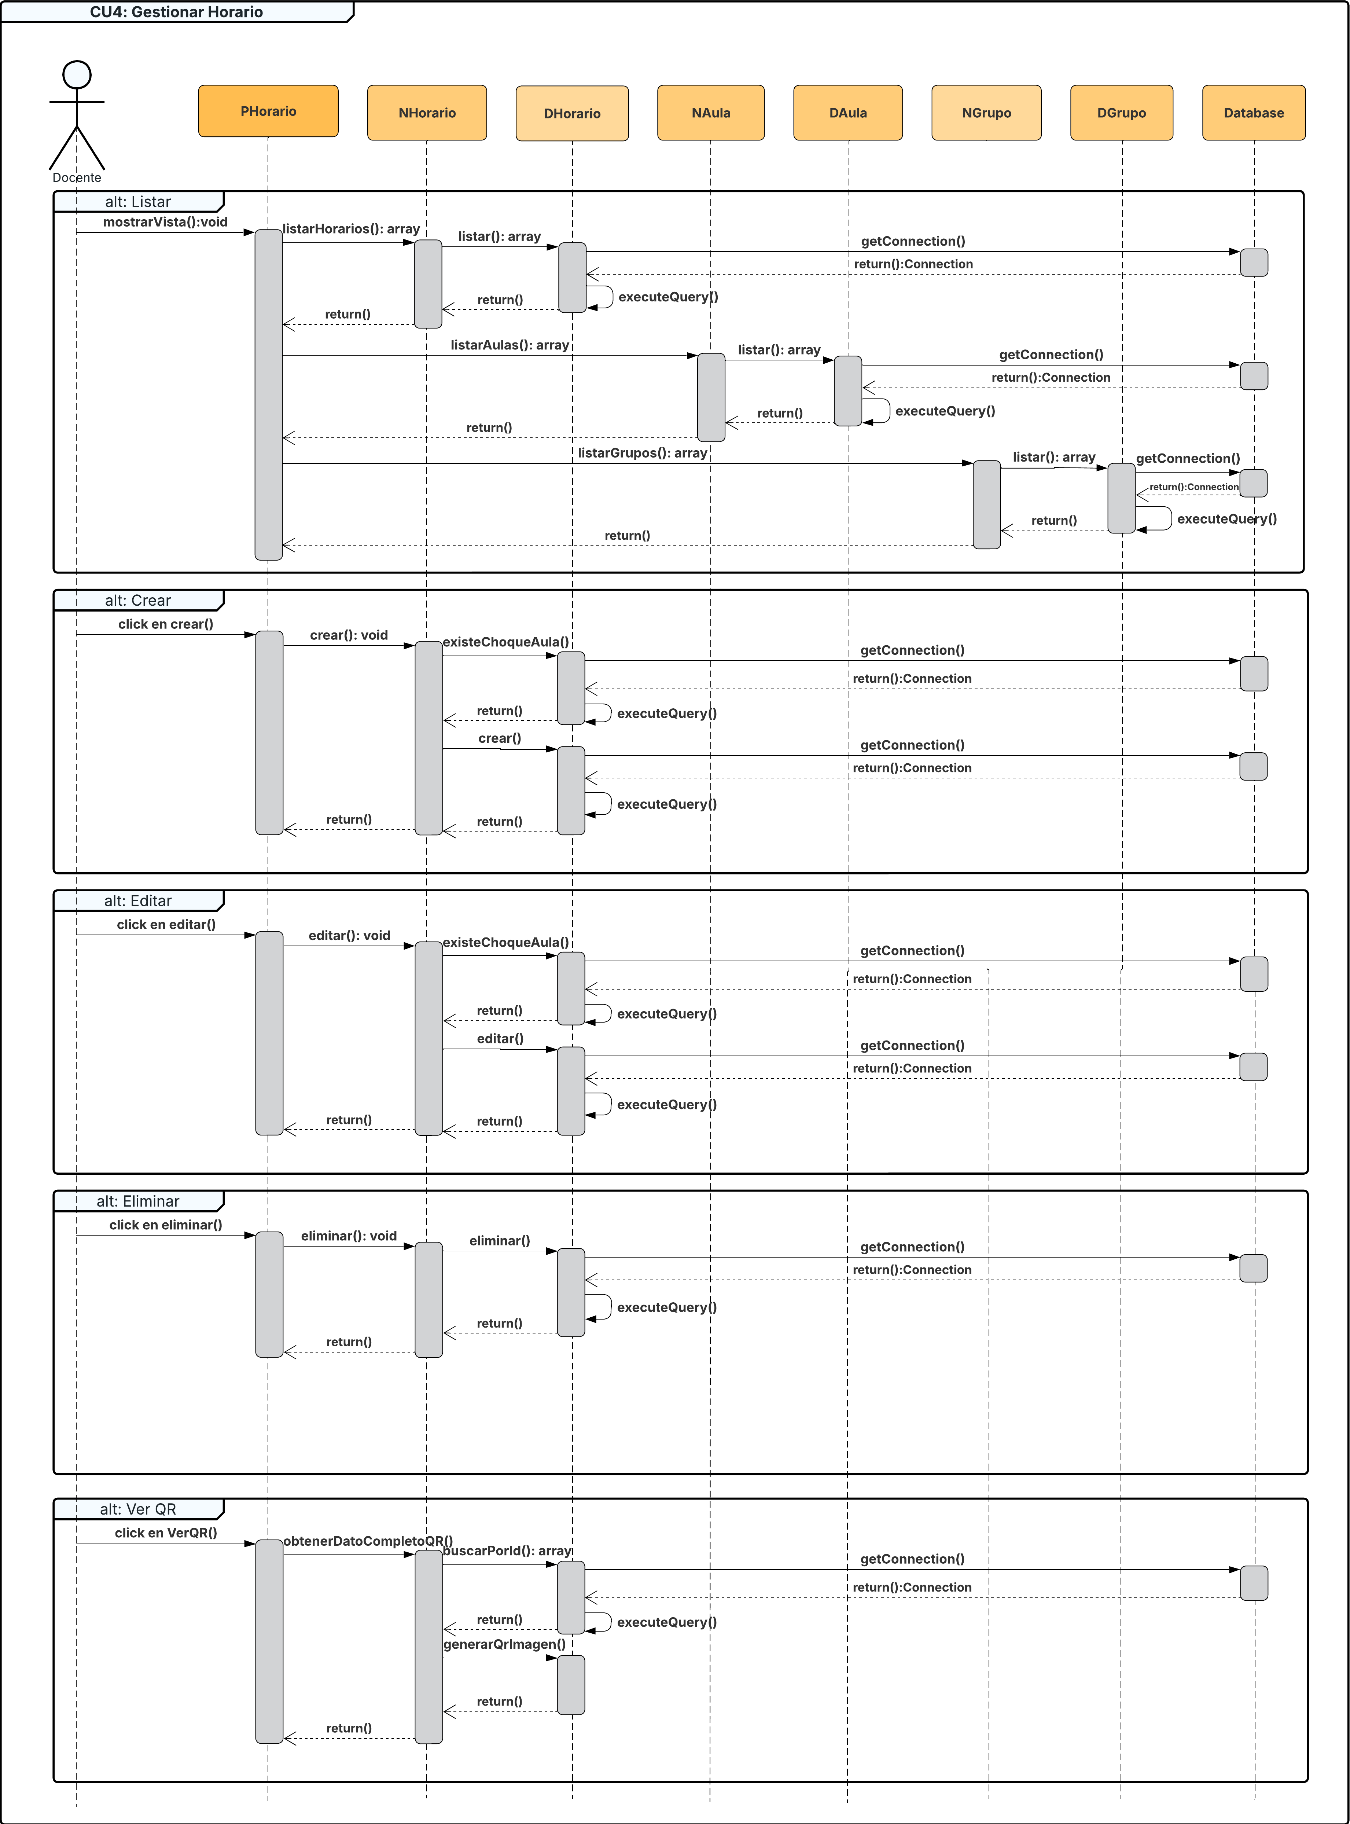 CU4: Gestionar Horario
PHorario
NHorario
DHorario
NAula
DAula
NGrupo
DGrupo
Database
Docente
alt: Listar
mostrarVista():void
listarHorarios(): array
listar(): array
getConnection()
return():Connection
executeQuery()
return()
return()
listarAulas(): array
listar(): array
getConnection()
return():Connection
executeQuery()
return()
return()
listarGrupos(): array
listar(): array
getConnection()
return():Connection
executeQuery()
return()
return()
alt: Crear
click en crear()
crear(): void
existeChoqueAula()
getConnection()
return():Connection
return()
executeQuery()
crear()
getConnection()
return():Connection
executeQuery()
return()
return()
alt: Editar
click en editar()
editar(): void
existeChoqueAula()
getConnection()
return():Connection
return()
executeQuery()
editar()
getConnection()
return():Connection
executeQuery()
return()
return()
alt: Eliminar
click en eliminar()
eliminar(): void
eliminar()
getConnection()
return():Connection
executeQuery()
return()
return()
alt: Ver QR
click en VerQR()
obtenerDatoCompletoQR()
buscarPorId(): array
getConnection()
return():Connection
return()
executeQuery()
generarQrImagen()
return()
return()